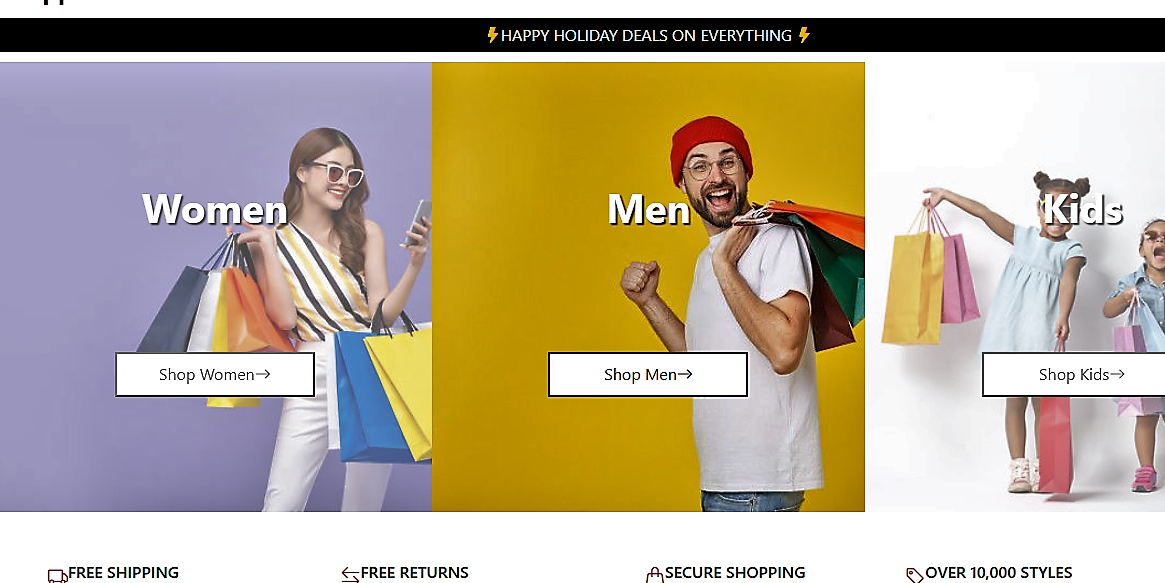 ⚡HAPPY HOLIDAY DEALS ON EVERYTHING ⚡
Women
Men
Kids
Shop Women→
Shop Men→
Shop Kids→
FREE SHIPPING
FREE RETURNS
SECURE SHOPPING
OVER 10,000 STYLES